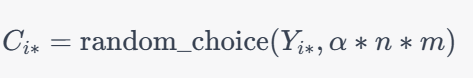 C_{i*} = random_choice(Y_{i*}, α * n * m)